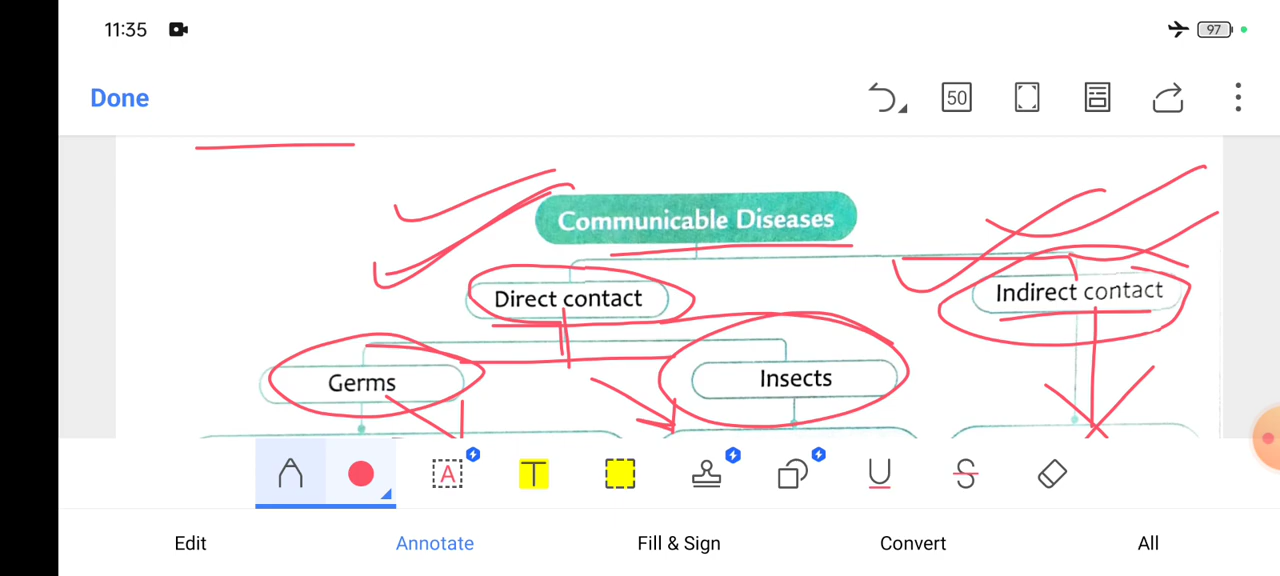 11:35
97
Done
50
Communicable Diseases
Direct contact
Indirect contact
Germs
Insects
A
T
U
S
Edit
Annotate
Fill & Sign
Convert
All